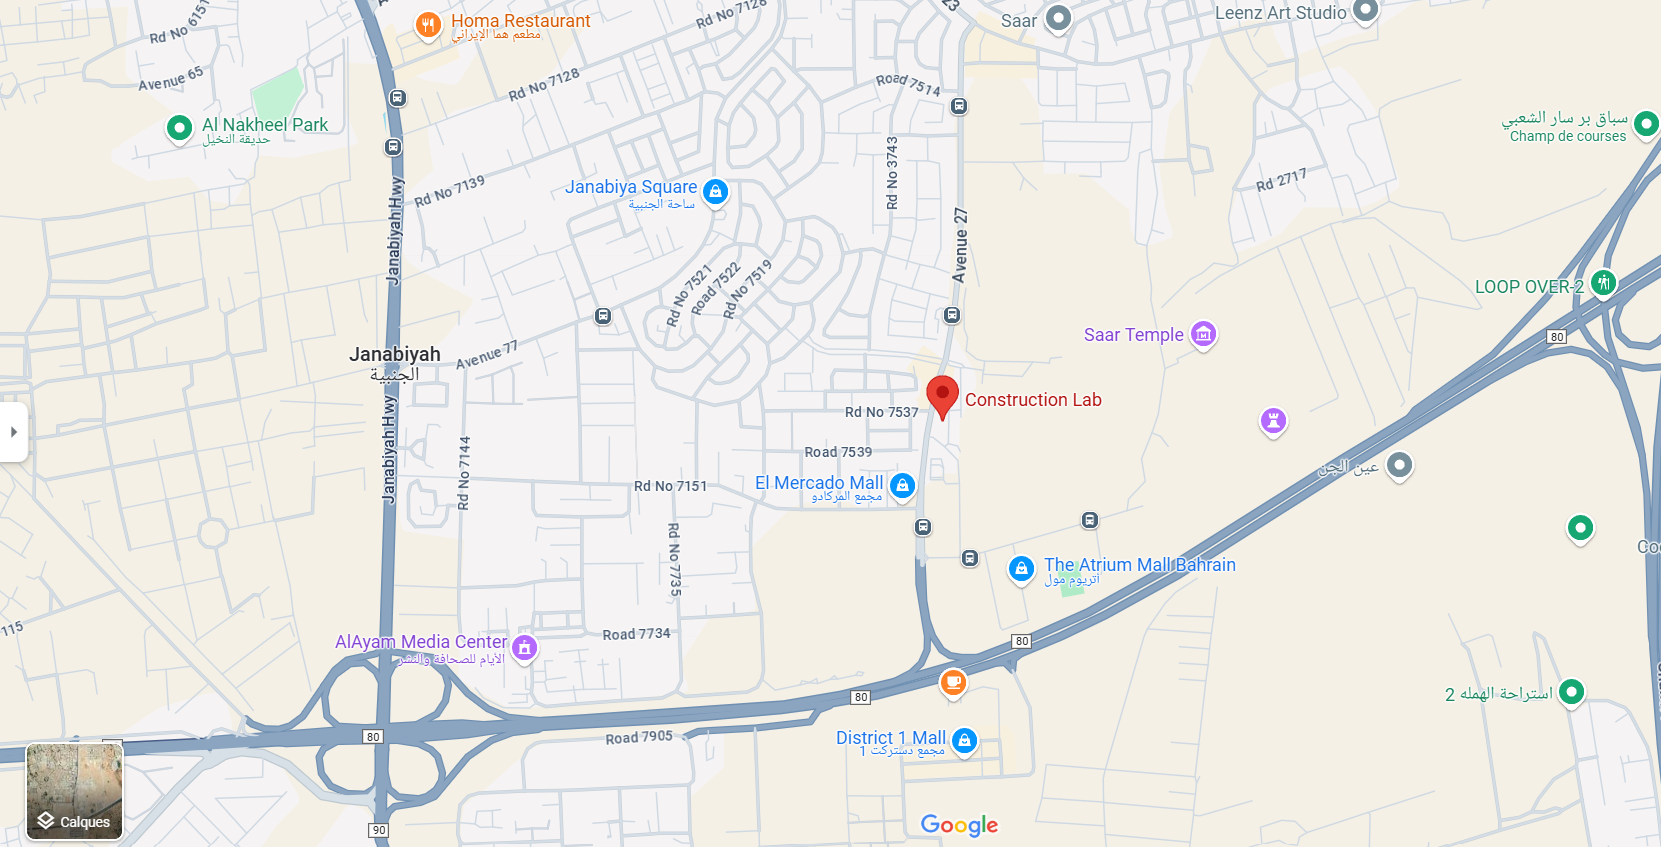 Rd No 6151
A
Homa Restaurant
مطعم هما الإيراني
Rd No 7128
23
Saar
Leenz Art Studio
Avenue 65
Rd No 7128
Road 7514
Al Nakheel Park
حديقة النخيل
سباق بر سار الشعبي
Champ de courses
Rd No 3743
Rd No 7139
Janabiya Square
ساحة الجنبية
Rd 2717
Janabiyah Hwy
Avenue 27
Rd No 7521
Road 7522
Rd No 7519
LOOP OVER-2
Saar Temple
80
Janabiyah
الجنبية
Avenue 77
Construction Lab
Rd No 7537
Janabiyah Hwy
Rd No 7144
Road 7539
عين الجن
Rd No 7151
El Mercado Mall
مجمع المركادو
Rd No 7735
Coo
The Atrium Mall Bahrain
أتريوم مول
115
Road 7734
AlAyam Media Center
الأيام للصحافة والنشر
80
80
استراحة الهمله 2
80
Road 7905
District 1 Mall
مجمع دستركت 1
Calques
90
Google